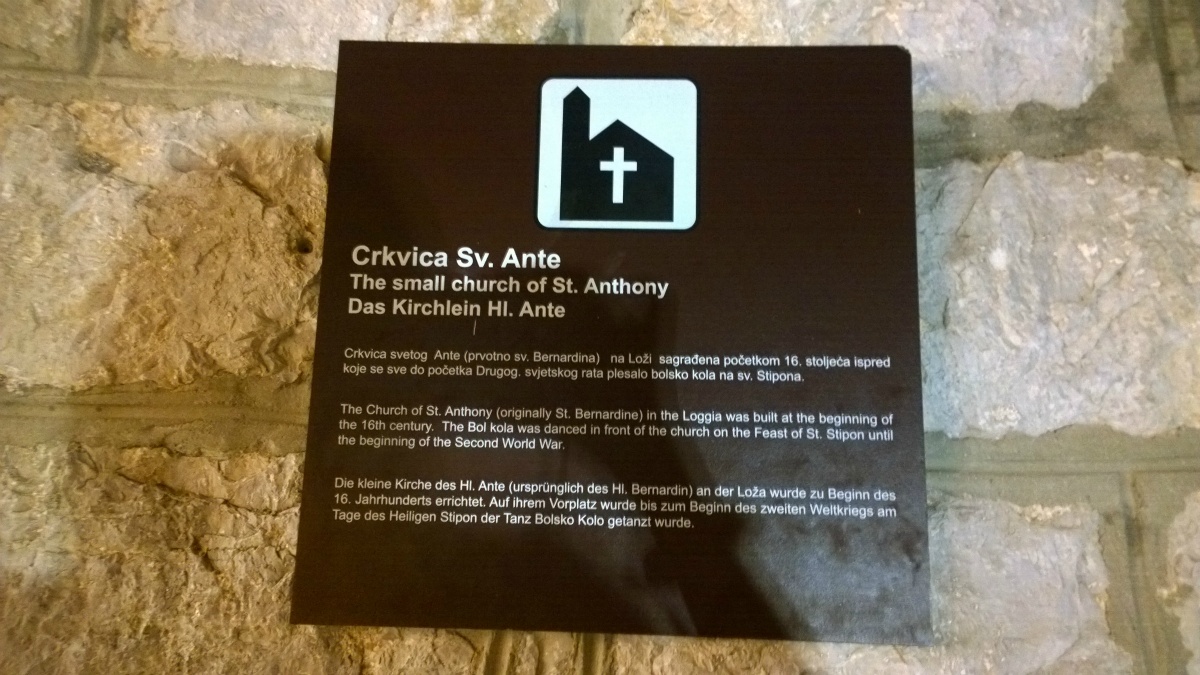 Crkvica Sv. Ante
The small church of St. Anthony
Das Kirchlein Hl. Ante
Crkvica svetog Ante (prvotno sv. Bernardina) na Loži sagrađena početkom 16. stoljeća ispred
koje se sve do početka Drugog. svjetskog rata plesalo bolsko kola na sv. Stipona.
The Church of St. Anthony (originally St. Bernardine) in the Loggia was built at the beginning of
the 16th century. The Bol kola was danced in front of the church on the Feast of St. Stipon until
the beginning of the Second World War.
Die kleine Kirche des Hl. Ante (ursprünglich des Hl. Bernardin) an der Loža wurde zu Beginn des
16. Jahrhunderts errichtet. Auf ihrem Vorplatz wurde bis zum Beginn des zweiten Weltkriegs am
Tage des Heiligen Stipon der Tanz Bolsko Kolo getanzt wurde.